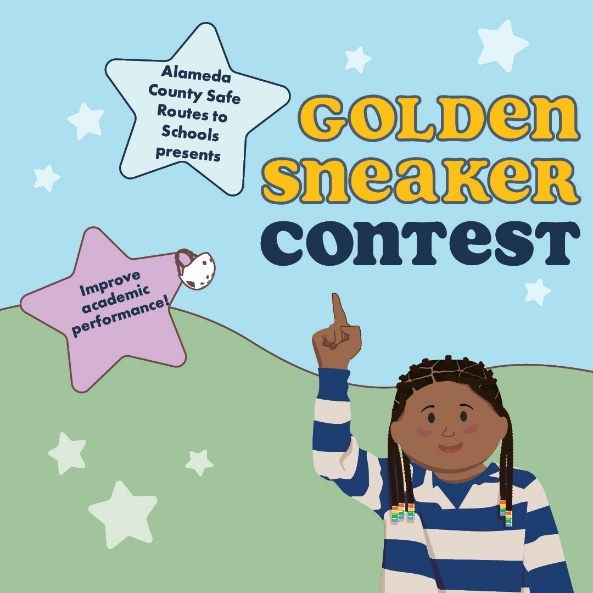 Alameda
County Safe
Routes to
Schools
presents
GOLDen
SneaKeR
COnTEST
Improve
academic
performance!